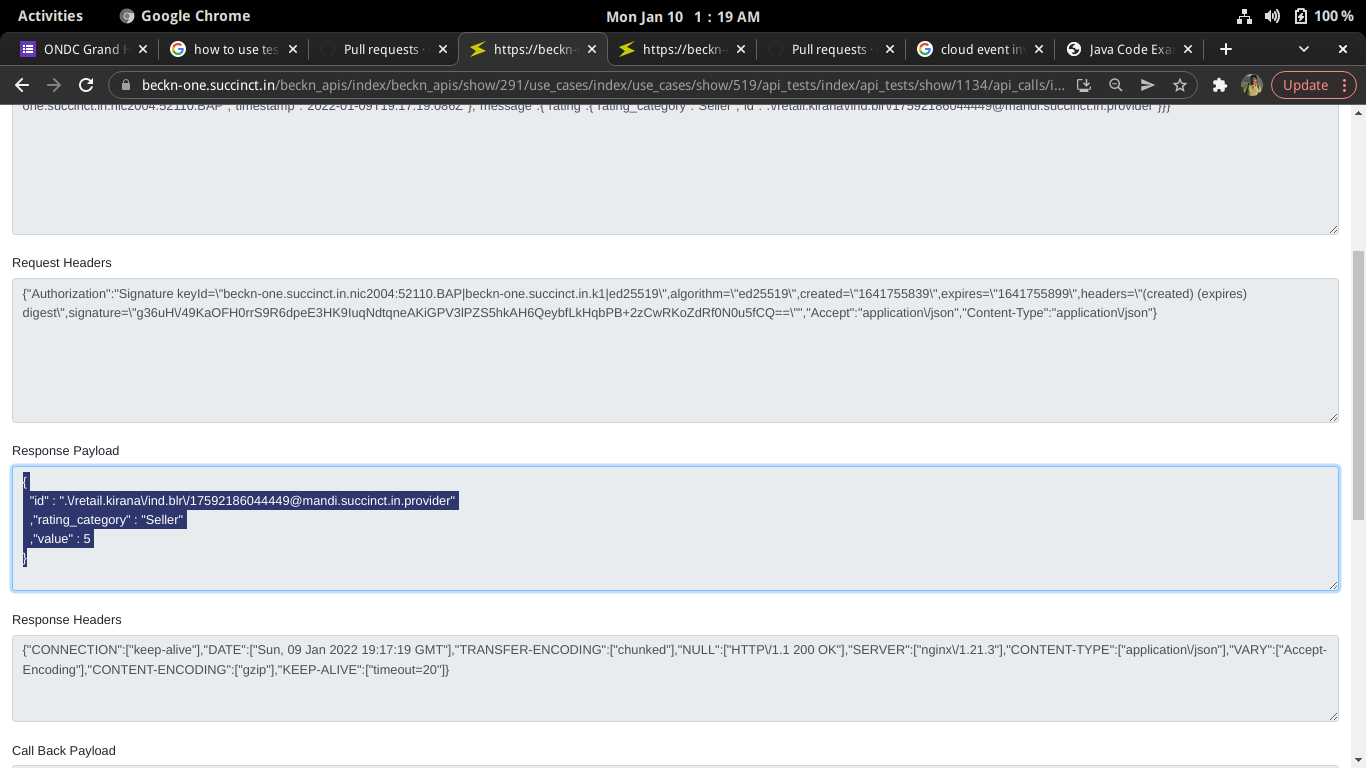 Activities
Google Chrome
Mon Jan 10 1 : 19 AM
100 %
ONDC Grand H
how to use tes
Pull requests ·
https://beckn-
https://beckn-
Pull requests ·
cloud event in
Java Code Exa
beckn-one.succinct.in/beckn_apis/index/beckn_apis/show/291/use_cases/index/use_cases/show/519/api_tests/index/api_tests/show/1134/api_calls/i...
Update
one.succinct.in.nic2004:52110.BAP","timestamp":"2022-01-09T19:17:19.086Z"},"message":{"rating":{"rating_category":"Seller","id":".\/retail.kirana\/ind.blr\/17592186044449@mandi.succinct.in.provider"}}}
Request Headers
{"Authorization":"Signature keyId=\"beckn-one.succinct.in.nic2004:52110.BAP|beckn-one.succinct.in.k1|ed25519\",algorithm=\"ed25519\",created=\"1641755839\",expires=\"1641755899\",headers=\"(created) (expires)
digest\",signature=\"g36uH\/49KaOFH0rrS9R6dpeE3HK9IuqNdtqneAKiGPV3lPZS5hkAH6QeybfLkHqbPB+2zCwRKoZdRf0N0u5fCQ==\"","Accept":"application\/json","Content-Type":"application\/json"}
Response Payload
{
"id" : ".\/retail.kirana\/ind.blr\/17592186044449@mandi.succinct.in.provider"
,"rating_category" : "Seller"
,"value" : 5
}
Response Headers
{"CONNECTION":["keep-alive"],"DATE":["Sun, 09 Jan 2022 19:17:19 GMT"],"TRANSFER-ENCODING":["chunked"],"NULL":["HTTP\/1.1 200 OK"],"SERVER":["nginx\/1.21.3"],"CONTENT-TYPE":["application\/json"],"VARY":["Accept-
Encoding"],"CONTENT-ENCODING":["gzip"],"KEEP-ALIVE":["timeout=20"]}
Call Back Payload